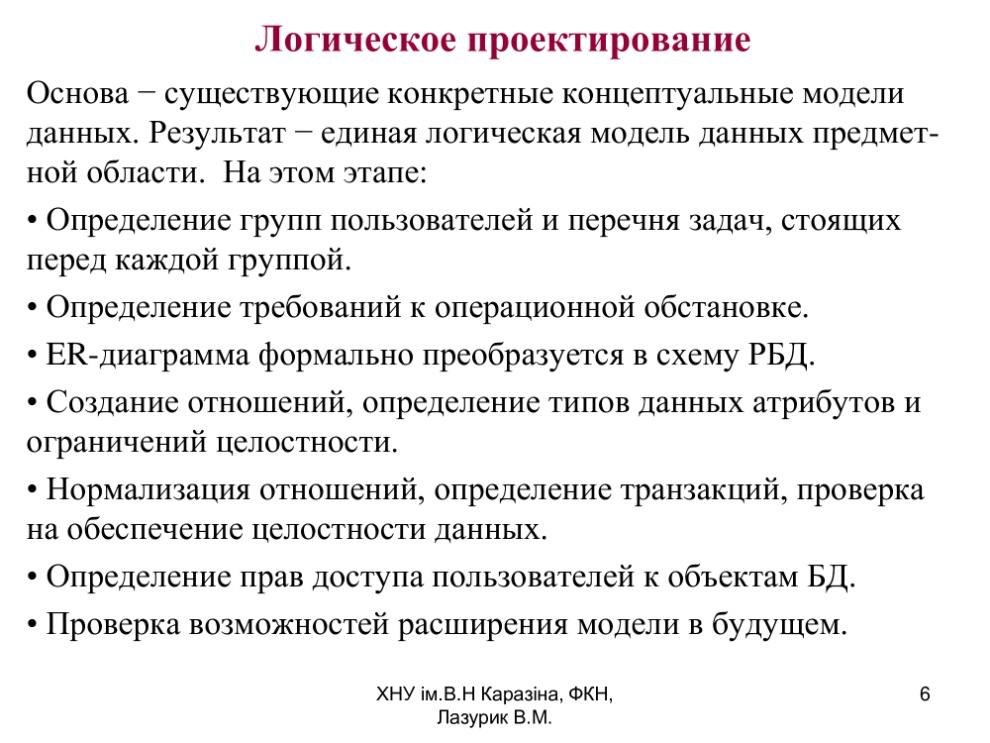 Логическое проектирование
Основа − существующие конкретные концептуальные модели
данных. Результат − единая логическая модель данных предмет-
ной области.  На этом этапе:
• Определение групп пользователей и перечня задач, стоящих
перед каждой группой.
• Определение требований к операционной обстановке.
• ER-диаграмма формально преобразуется в схему РБД.
• Создание отношений, определение типов данных атрибутов и
ограничений целостности.
• Нормализация отношений, определение транзакций, проверка
на обеспечение целостности данных.
• Определение прав доступа пользователей к объектам БД.
• Проверка возможностей расширения модели в будущем.
ХНУ ім.В.Н Каразіна, ФКН,
Лазурик В.М.
6